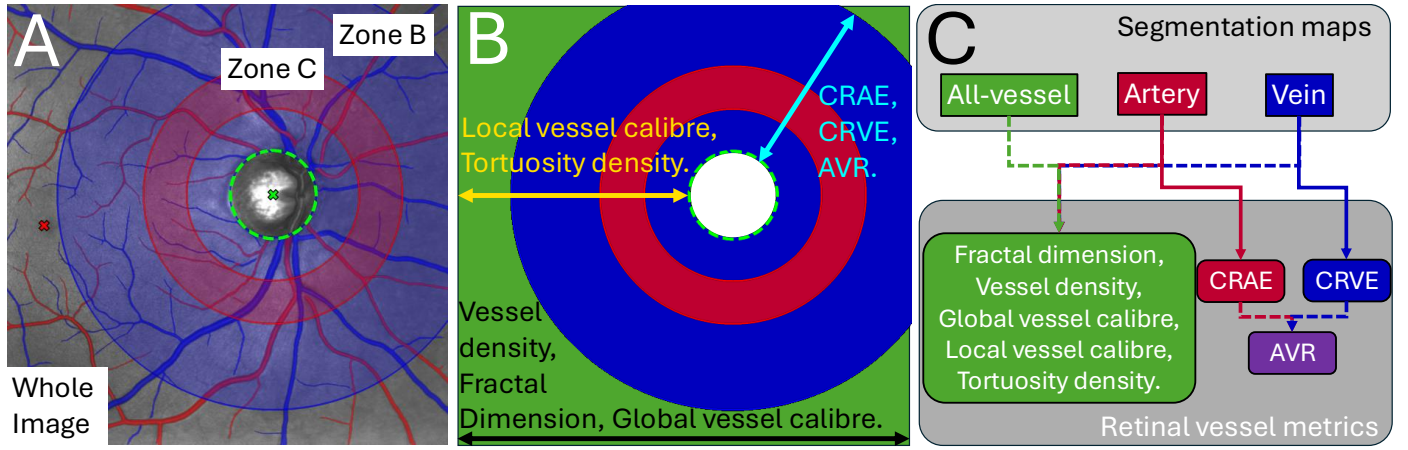 A
Zone B
Zone C
Whole
Image
B
CRAE,
CRVE,
AVR.
Local vessel calibre,
Tortuosity density.
Vessel
density,
Fractal
Dimension, Global vessel calibre.
C
Segmentation maps
All-vessel
Artery
Vein
Fractal dimension,
Vessel density,
Global vessel calibre,
Local vessel calibre,
Tortuosity density.
CRAE
CRVE
AVR
Retinal vessel metrics